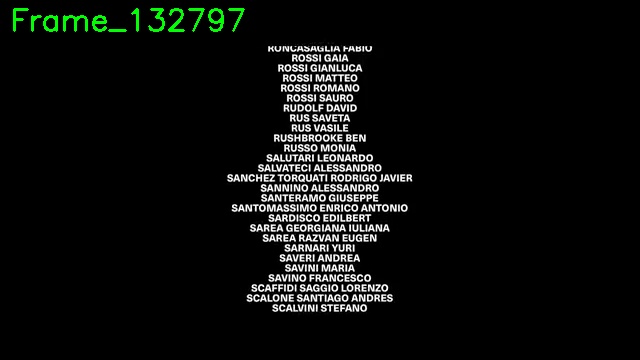 Frame_132797
RONCASAGLIA FABIO
ROSSI GAIA
ROSSI GIANLUCA
ROSSI MATTEO
ROSSI ROMANO
ROSSI SAURO
RUDOLF DAVID
RUS SAVETA
RUS VASILE
RUSHBROOKE BEN
RUSSO MONIA
SALUTARI LEONARDO
SALVATECI ALESSANDRO
SANCHEZ TORQUATI RODRIGO JAVIER
SANNINO ALESSANDRO
SANTERAMO GIUSEPPE
SANTOMASSIMO ENRICO ANTONIO
SARDISCO EDILBERT
SAREA GEORGIANA IULIANA
SAREA RAZVAN EUGEN
SARNARI YURI
SAVERI ANDREA
SAVINI MARIA
SAVINO FRANCESCO
SCAFFIDI SAGGIO LORENZO
SCALONE SANTIAGO ANDRES
SCALVINI STEFANO